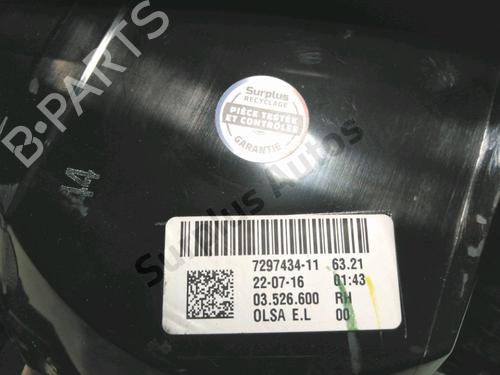 B-PARTS
Surplus
RECYCLAGE
PIÈCE TESTÉE
ET CONTRÔLÉE
GARANTIE
44
Surplus Autos
7297434-11 63.21
22-07-16 01:43
03.526.600 RH
OLSA E.L 00